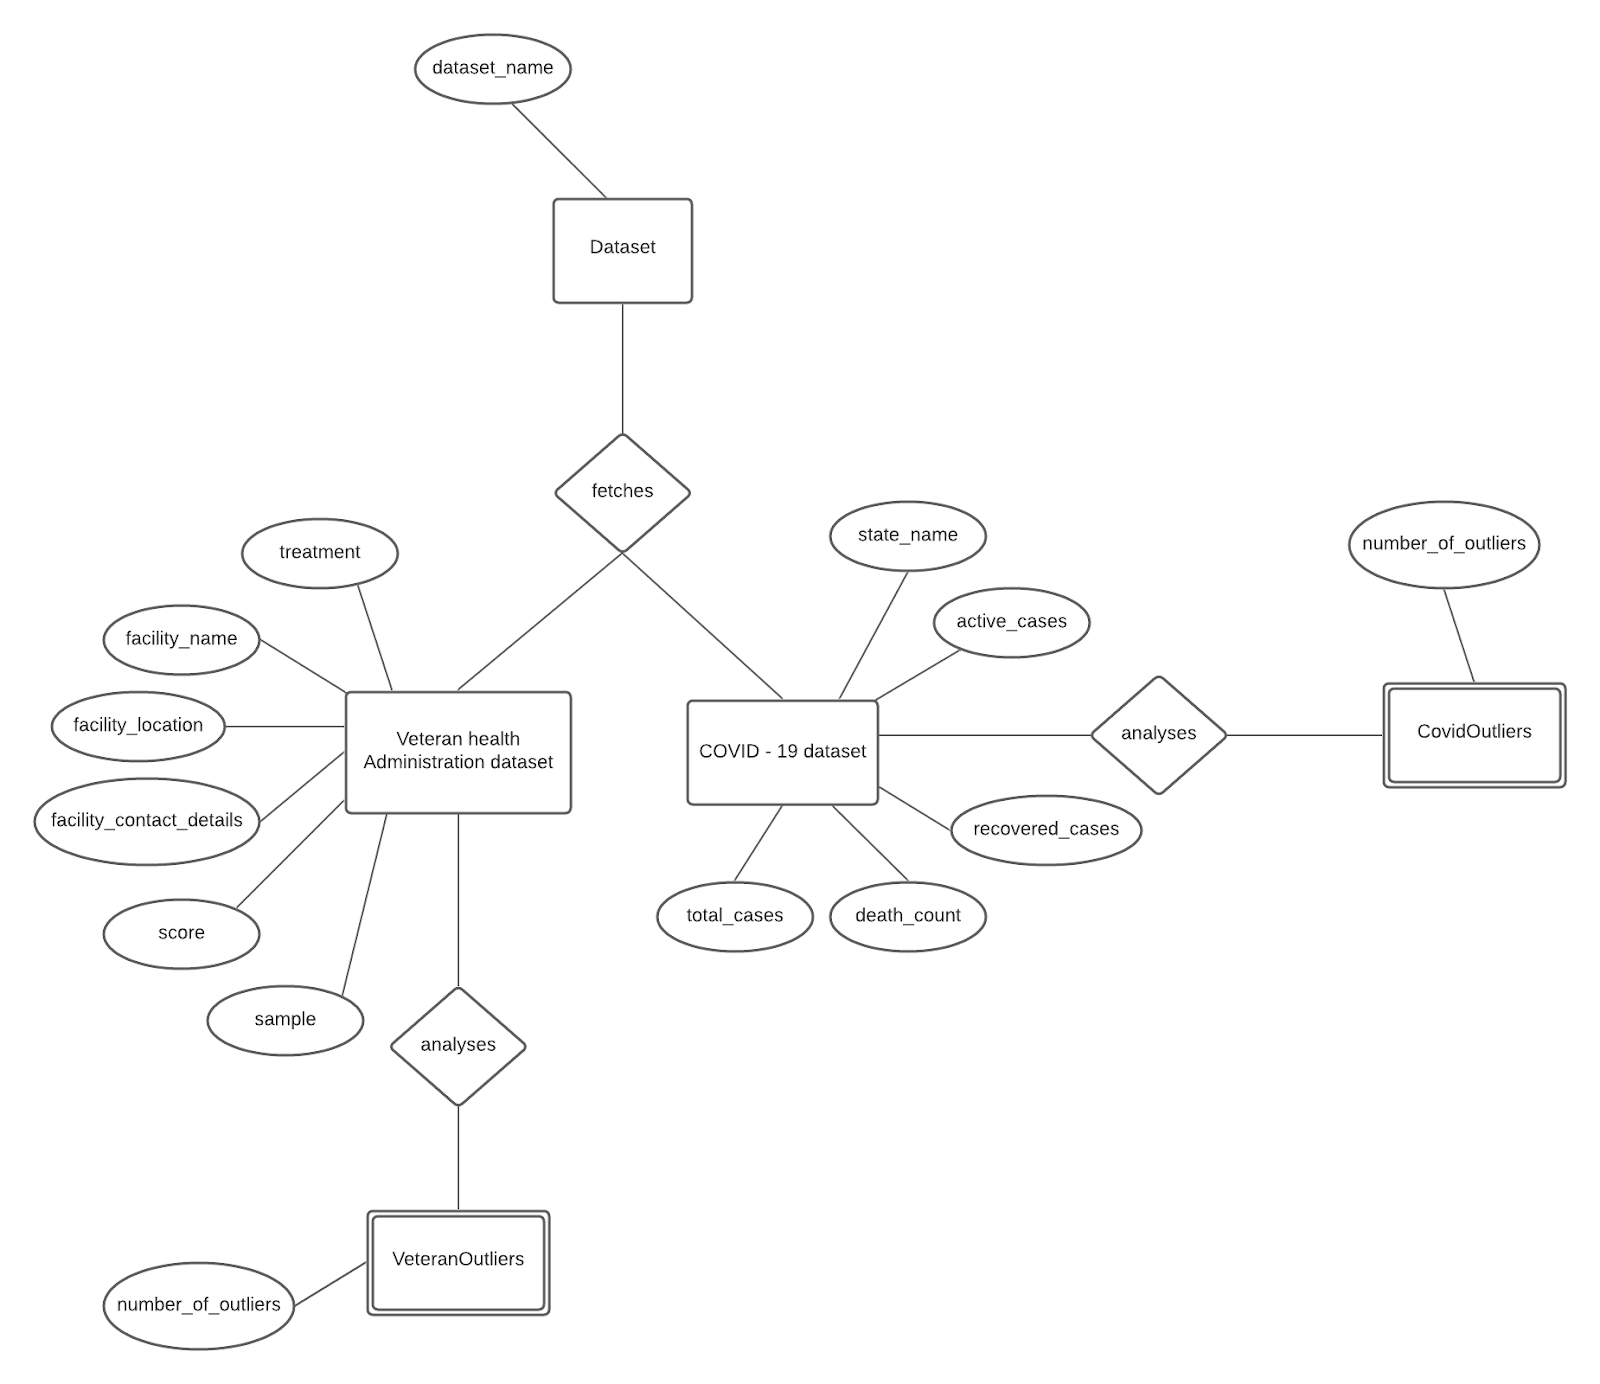 dataset_name
Dataset
fetches
state_name
number_of_outliers
treatment
active_cases
facility_name
facility_location
Veteran health
Administration dataset
COVID - 19 dataset
analyses
CovidOutliers
facility_contact_details
recovered_cases
total_cases
death_count
score
sample
analyses
VeteranOutliers
number_of_outliers